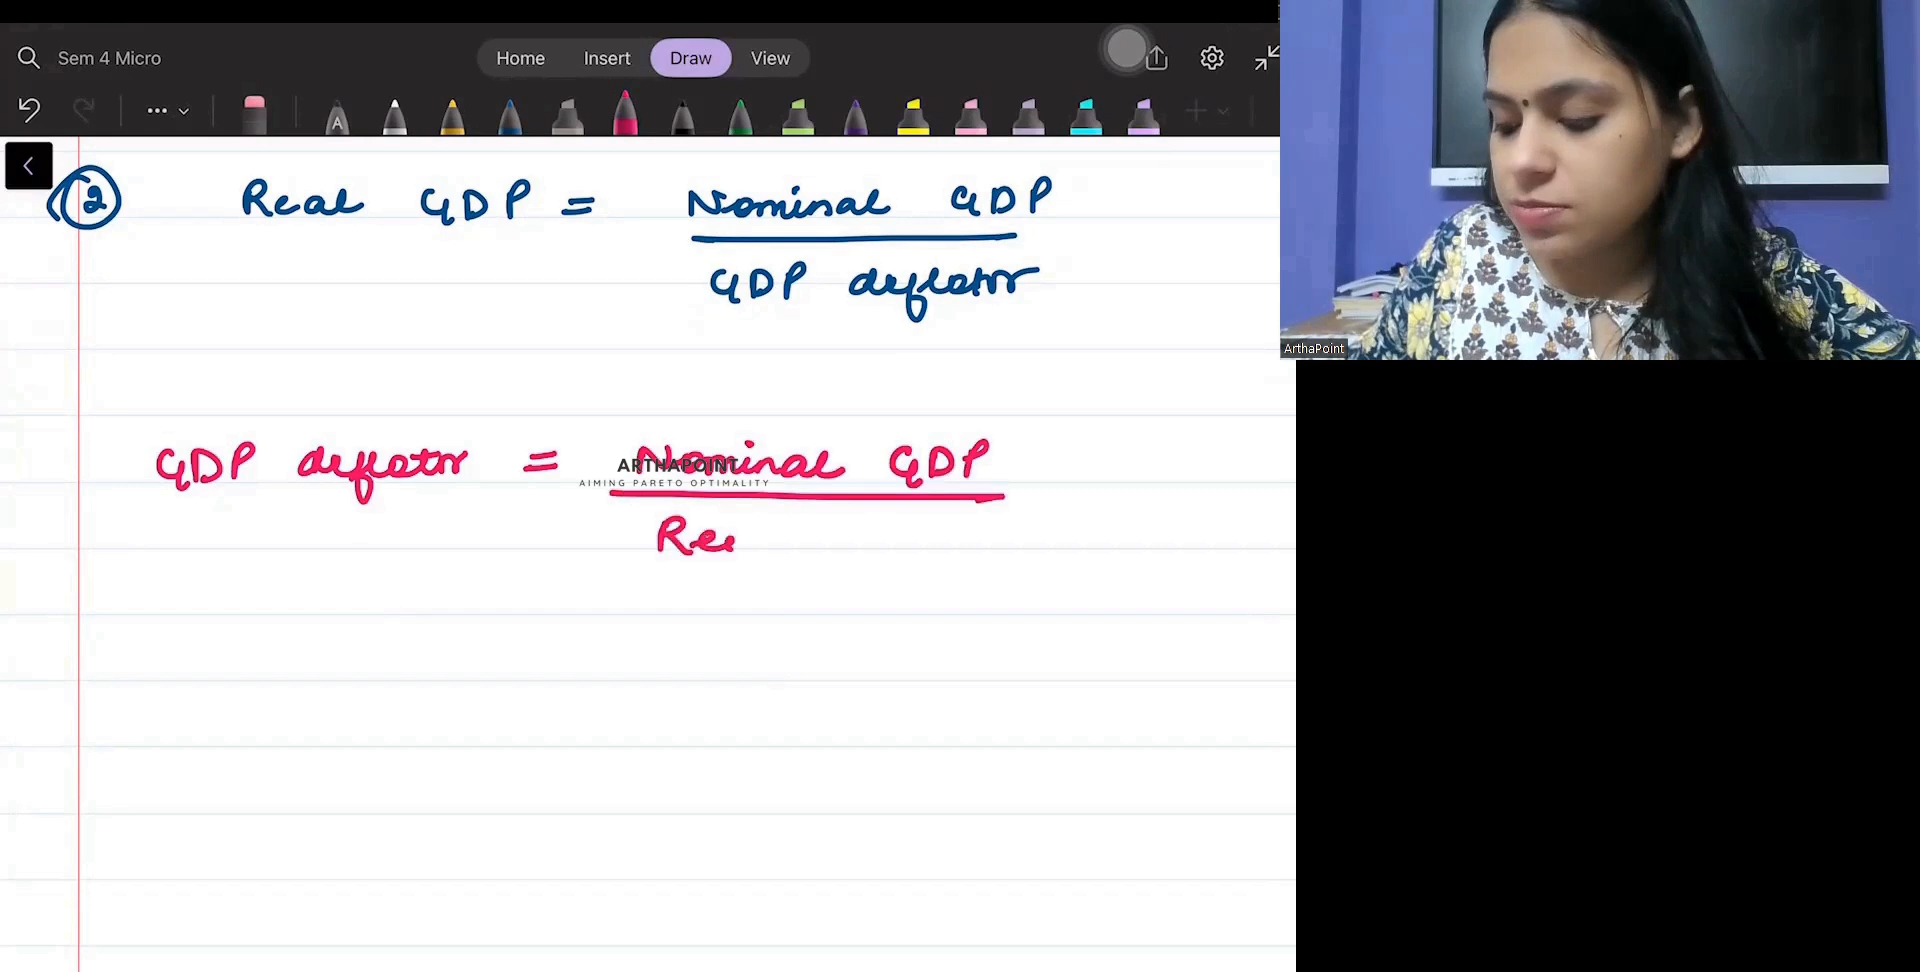 Sem 4 Micro
Home Insert Draw View
A
2 Real GDP = Nominal GDP
GDP deflator
GDP deflator = Nominal GDP
ARTHAPOINT
AIMING PARETO OPTIMALITY
Rea
ArthaPoint